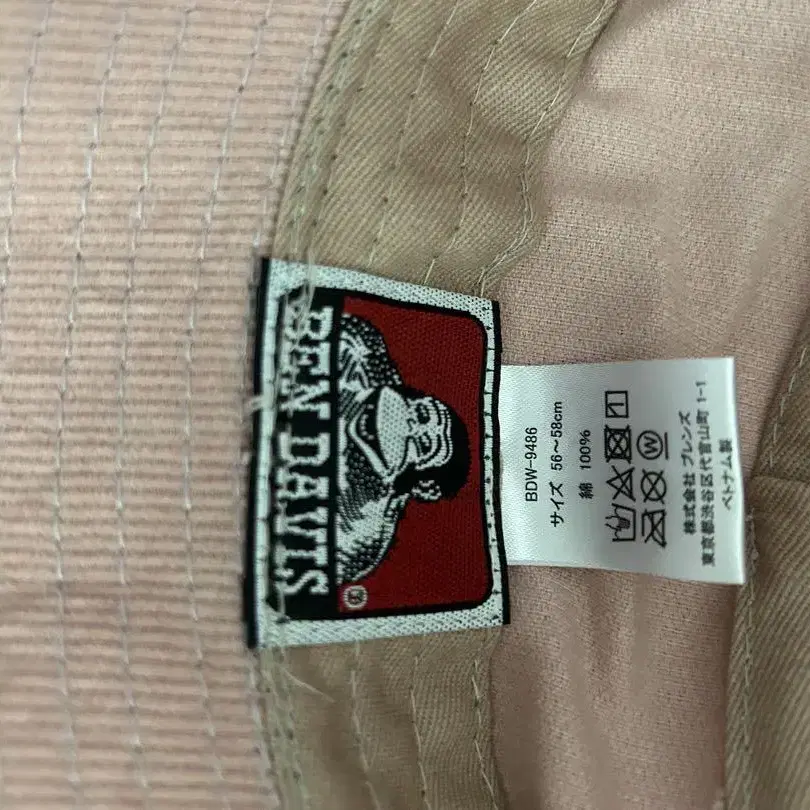 BEN DAVIS
®
BDW-9486
サイズ 56～58cm
綿 100%
W
株式会社 ブレンズ
東京都渋谷区代官山町 1-1
ベトナム製